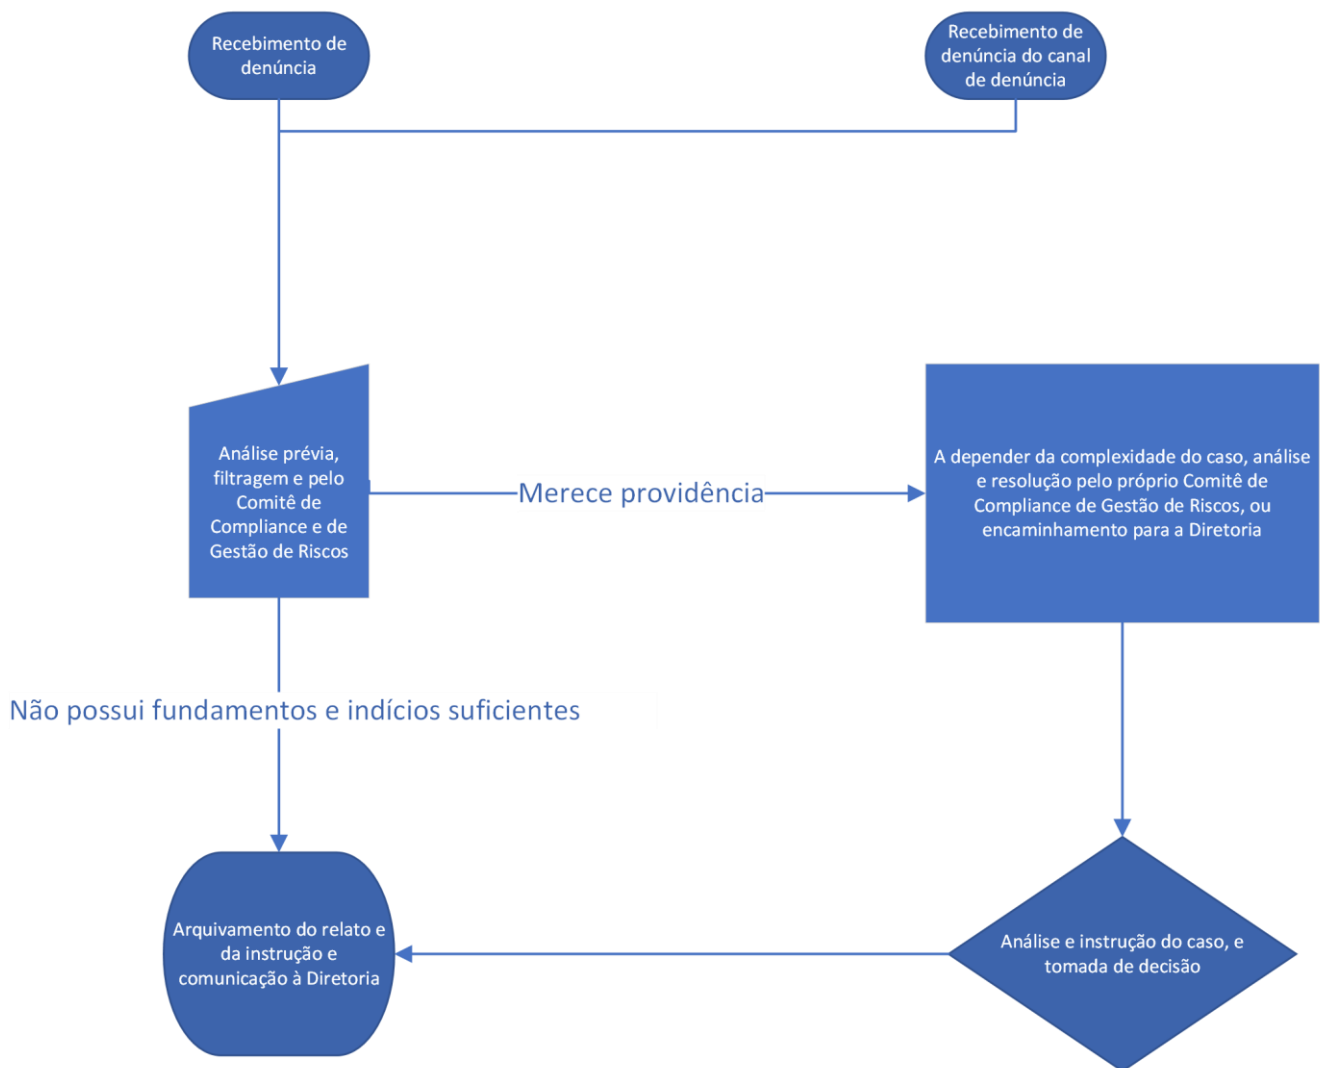 Recebimento de
denúncia
Recebimento de
denúncia do canal
de denúncia
Análise prévia,
filtragem e pelo
Comitê de
Compliance e de
Gestão de Riscos
Merece providência
A depender da complexidade do caso, análise
e resolução pelo próprio Comitê de
Compliance de Gestão de Riscos, ou
encaminhamento para a Diretoria
Não possui fundamentos e indícios suficientes
Arquivamento do relato e
da instrução e
comunicação à Diretoria
Análise e instrução do caso, e
tomada de decisão